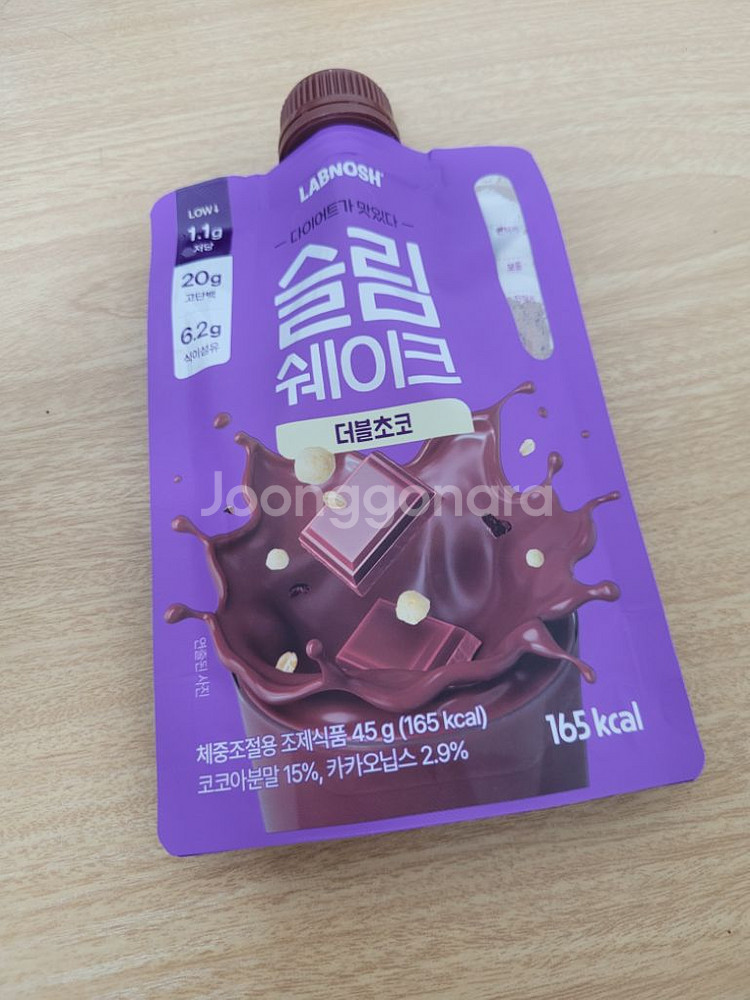 LABNOSH
다이어트가 맛있다
슬림
쉐이크
더블초코
LOW↓
1.1g
저당
20g
고단백
6.2g
식이섬유
보통
Joonggonara
연출된 사진
체중조절용 조제식품 45 g (165 kcal)
코코아분말 15%, 카카오닙스 2.9%
165 kcal